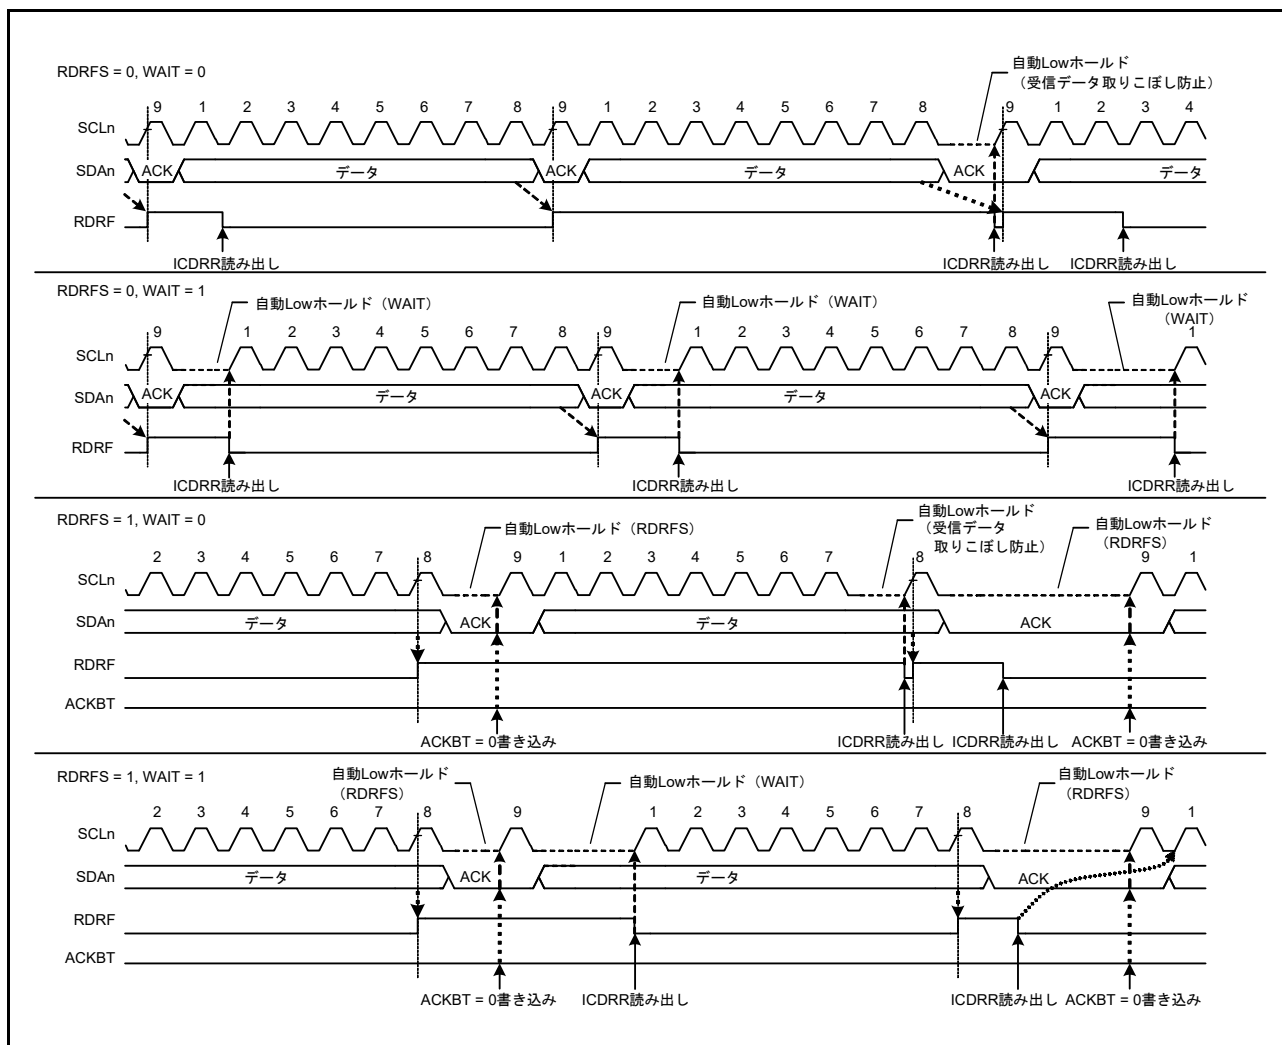 RDRFS = 0, WAIT = 0
自動Lowホールド
（受信データ取りこぼし防止）
9 1 2 3 4 5 6 7 8 9 1 2 3 4 5 6 7 8 9 1 2 3 4
SCLn
SDAn ACK データ ACK データ ACK データ
RDRF
ICDRR読み出し ICDRR読み出し ICDRR読み出し
RDRFS = 0, WAIT = 1
自動Lowホールド（WAIT） 自動Lowホールド（WAIT） 自動Lowホールド
（WAIT）
9 1 2 3 4 5 6 7 8 9 1 2 3 4 5 6 7 8 9 1
SCLn
SDAn ACK データ ACK データ ACK
RDRF
ICDRR読み出し ICDRR読み出し ICDRR読み出し
RDRFS = 1, WAIT = 0
自動Lowホールド（RDRFS） 自動Lowホールド
（受信データ
取りこぼし防止）
自動Lowホールド
（RDRFS）
2 3 4 5 6 7 8 9 1 2 3 4 5 6 7 8 9 1
SCLn
SDAn データ ACK データ ACK
RDRF
ACKBT
ACKBT = 0書き込み ICDRR読み出し ICDRR読み出し ACKBT = 0書き込み
RDRFS = 1, WAIT = 1
自動Lowホールド
（RDRFS）
自動Lowホールド（WAIT） 自動Lowホールド
（RDRFS）
2 3 4 5 6 7 8 9 1 2 3 4 5 6 7 8 9 1
SCLn
SDAn データ ACK データ ACK
RDRF
ACKBT
ACKBT = 0書き込み ICDRR読み出し ICDRR読み出し ACKBT = 0書き込み